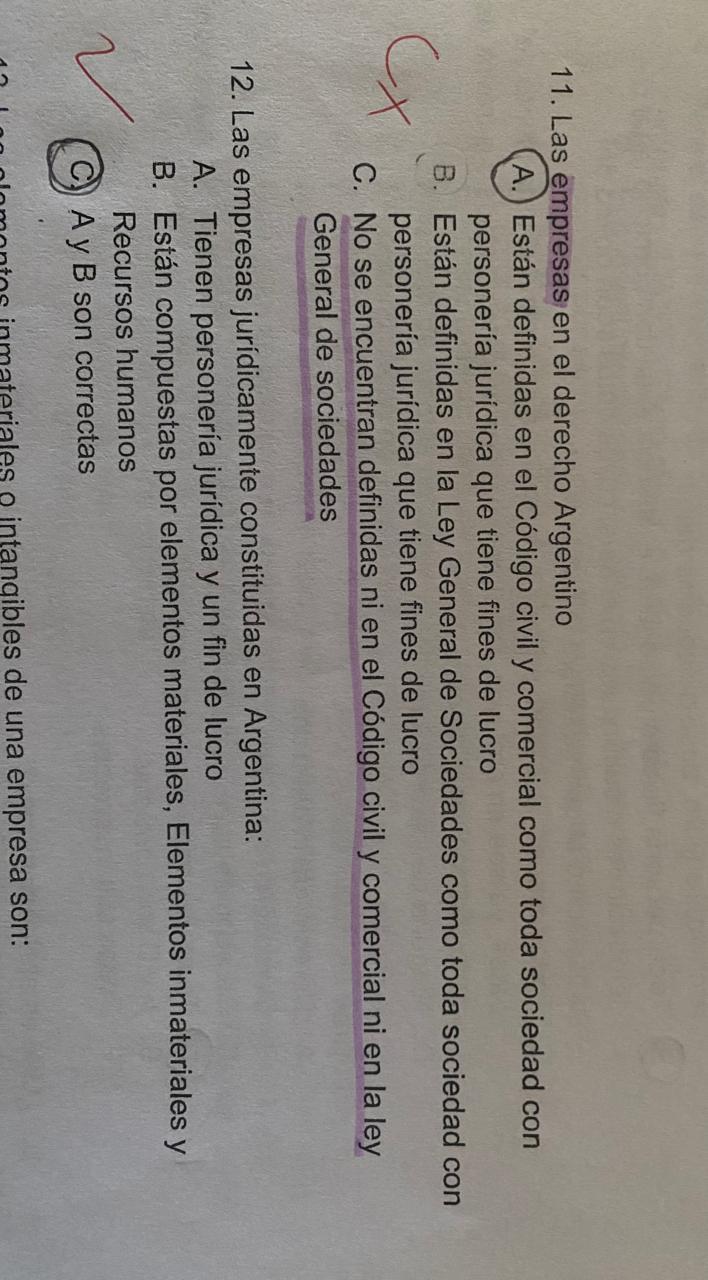 11. Las empresas en el derecho Argentino
A. Están definidas en el Código civil y comercial como toda sociedad con
personería jurídica que tiene fines de lucro
B. Están definidas en la Ley General de Sociedades como toda sociedad con
personería jurídica que tiene fines de lucro
Cx
C. No se encuentran definidas ni en el Código civil y comercial ni en la ley
General de sociedades
12. Las empresas jurídicamente constituidas en Argentina:
A. Tienen personería jurídica y un fin de lucro
B. Están compuestas por elementos materiales, Elementos inmateriales y
Recursos humanos
C. A y B son correctas
elementos inmateriales o intangibles de una empresa son: